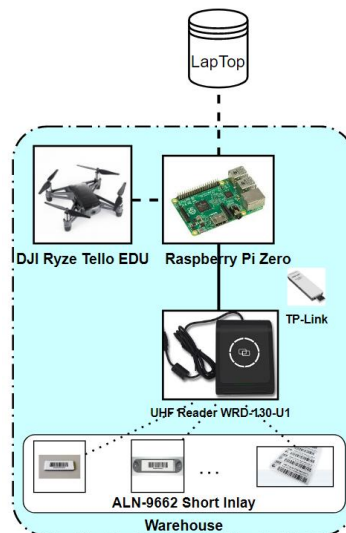 LapTop
DJI Ryze Tello EDU
Raspberry Pi Zero
TP-Link
UHF Reader WRD-130-U1
...
ALN-9662 Short Inlay
Warehouse